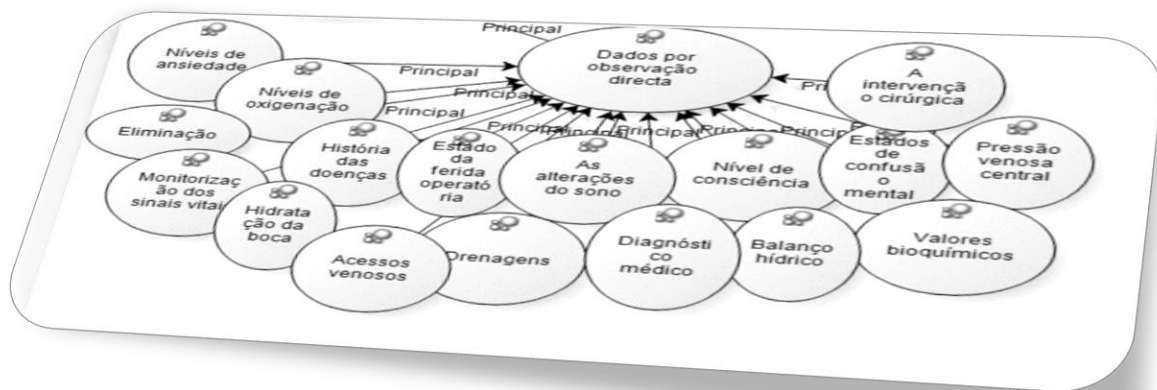 Principal
Níveis de
ansiedade
Dados por
observação
directa
A
intervençã
o cirúrgica
Principal
Níveis de
oxigenação
Principal
Principal
Eliminação
História
das
doenças
Estado
da
ferida
operató
ria
Principal
As
alterações
do sono
Principal
Nível de
consciência
Estados
de
confusã
o
mental
Pressão
venosa
central
Monitorizaç
ão dos
Hidrata
ção da
boca
Acessos
venosos
Drenagens
Diagnósti
co
médico
Balanço
hídrico
Valores
bioquímicos